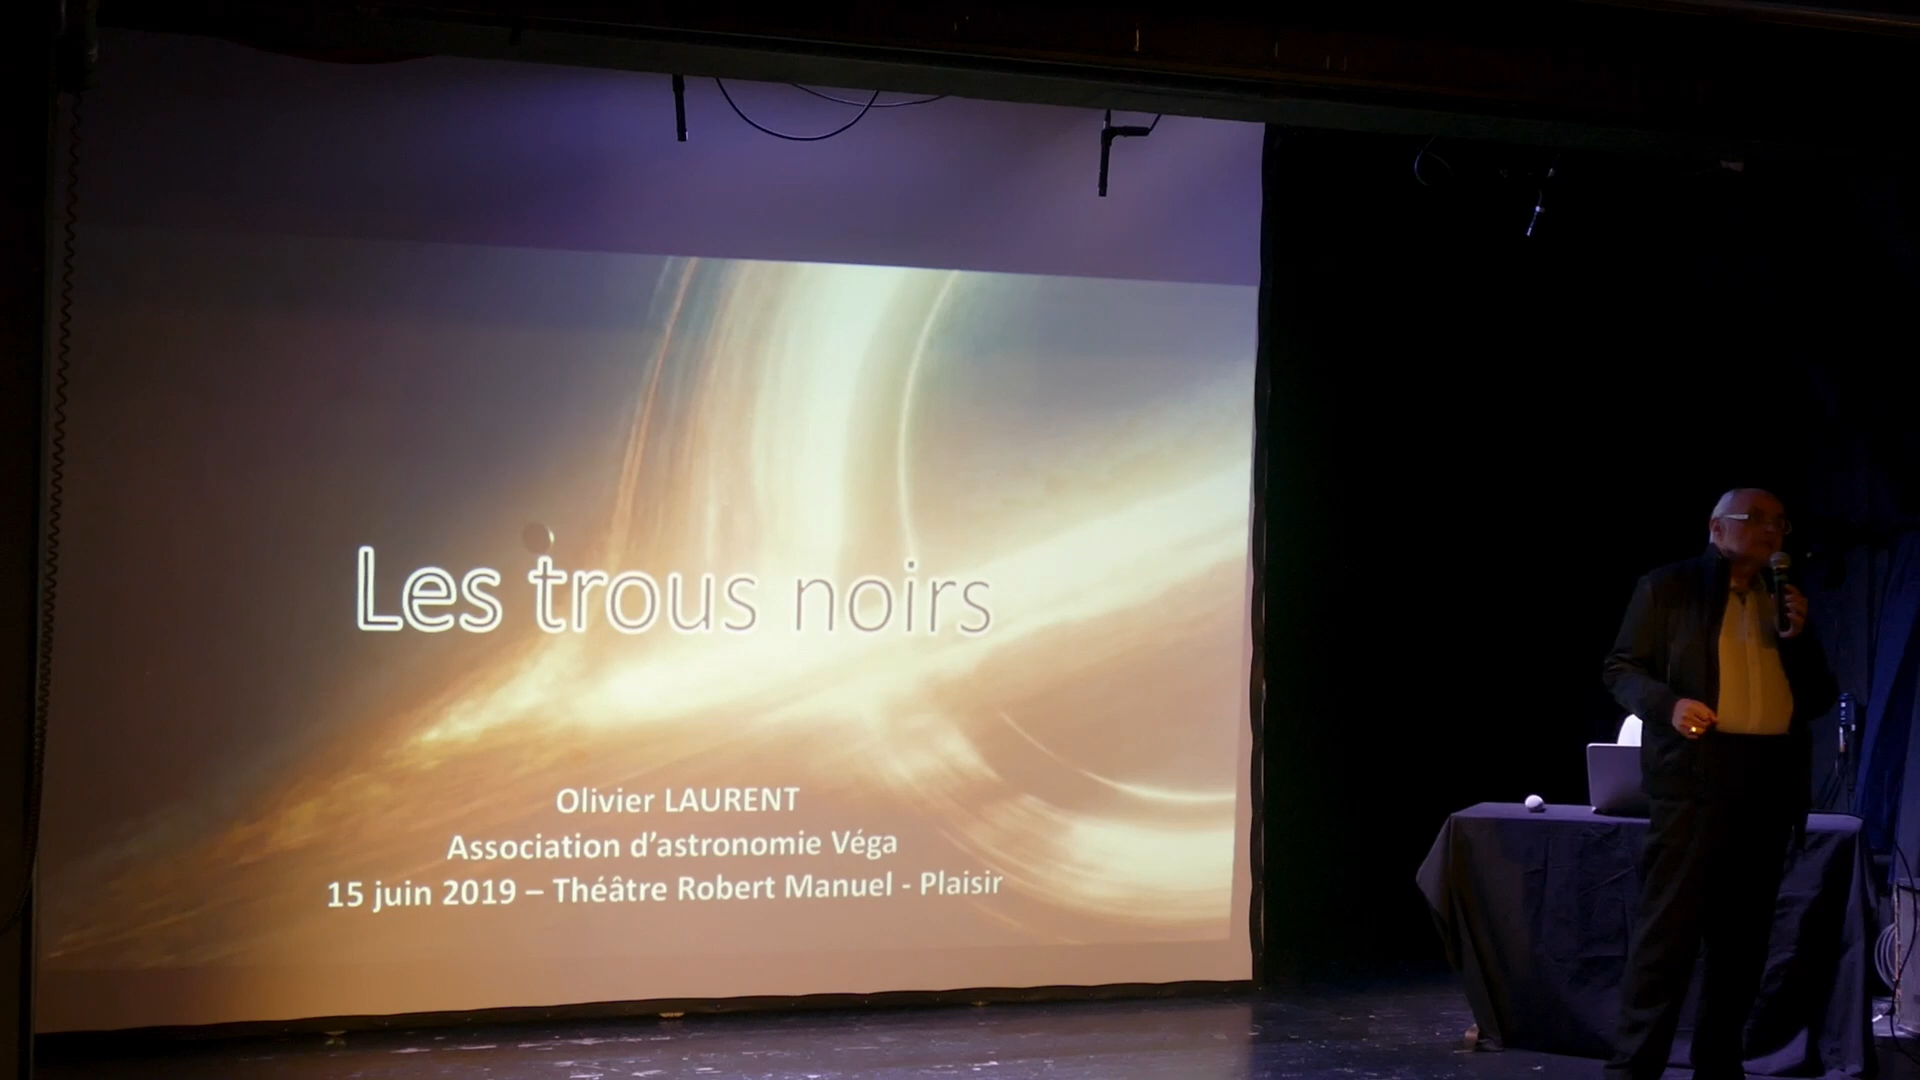 Les trous noirs
Olivier LAURENT
Association d'astronomie Véga
15 juin 2019 – Théâtre Robert Manuel - Plaisir